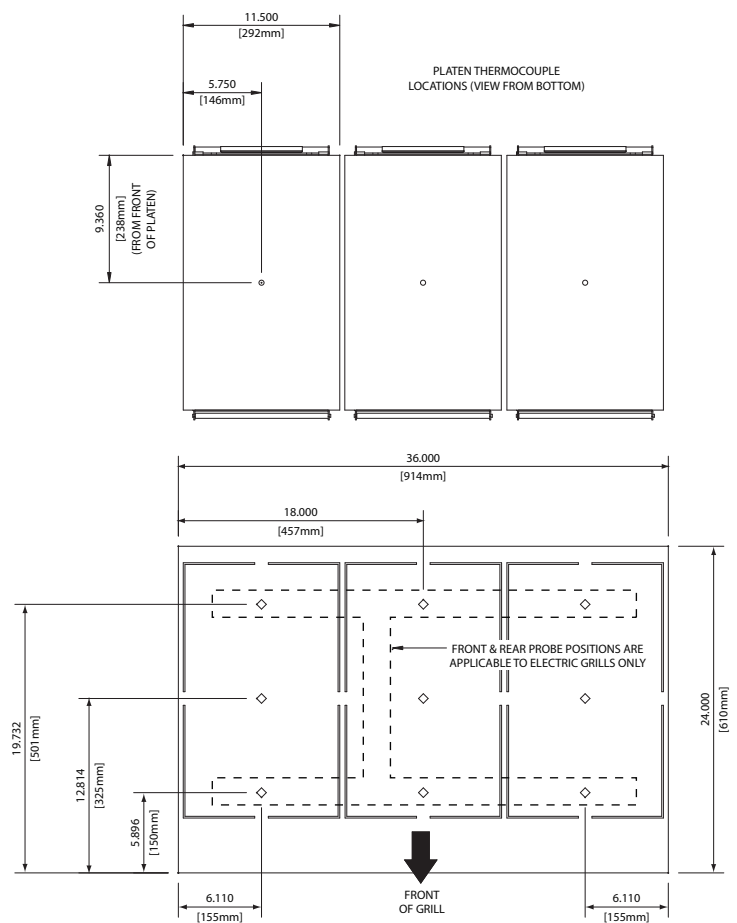 11.500
[292mm]
PLATEN THERMOCOUPLE
LOCATIONS (VIEW FROM BOTTOM)
5.750
[146mm]
9.360
[238mm]
(FROM FRONT
OF PLATEN)
36.000
[914mm]
18.000
[457mm]
FRONT & REAR PROBE POSITIONS ARE
APPLICABLE TO ELECTRIC GRILLS ONLY
19.732
[501mm]
12.814
[325mm]
5.896
[150mm]
24.000
[610mm]
6.110
[155mm]
FRONT
OF GRILL
6.110
[155mm]